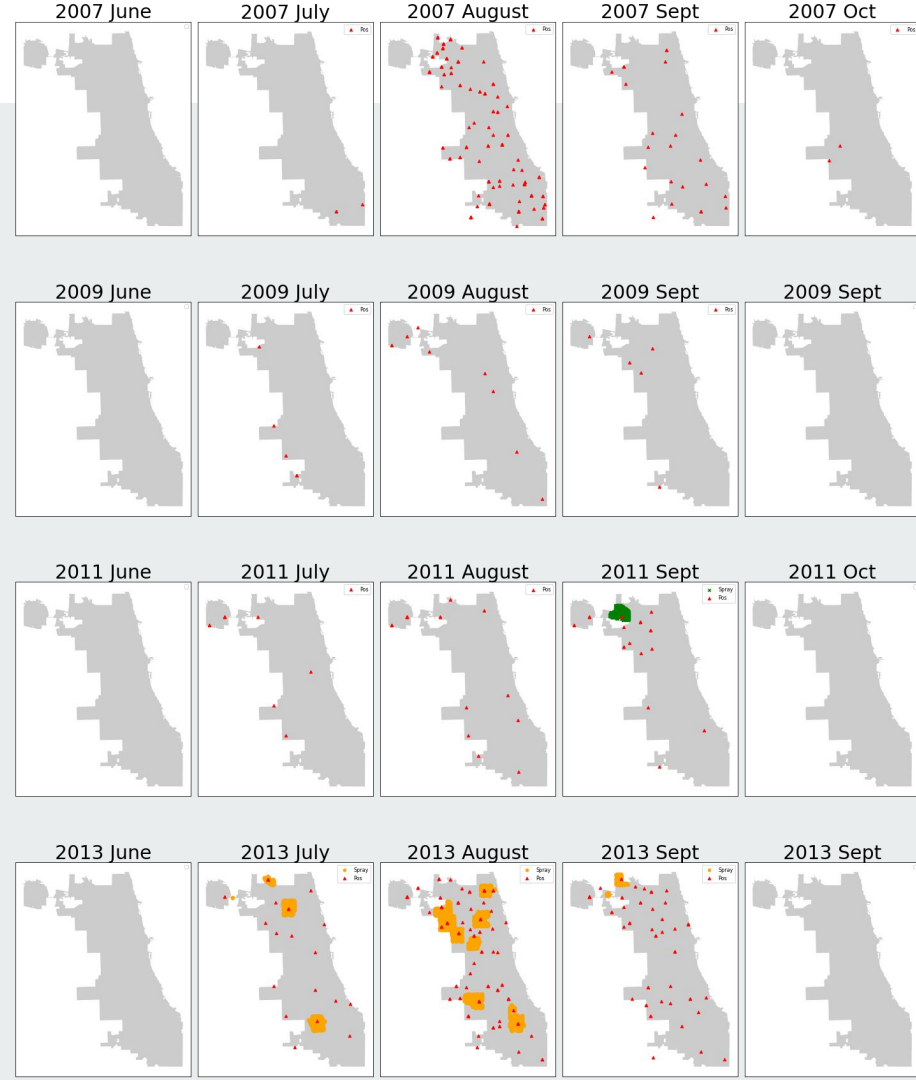 2007 June
2007 July
2007 August
2007 Sept
2007 Oct
Pos
Pos
Pos
Pos
2009 June
2009 July
2009 August
2009 Sept
2009 Sept
Pos
Pos
Pos
2011 June
2011 July
2011 August
2011 Sept
2011 Oct
Pos
Pos
Spray
Pos
2013 June
2013 July
2013 August
2013 Sept
2013 Sept
Spray
Pos
Spray
Pos
Spray
Pos